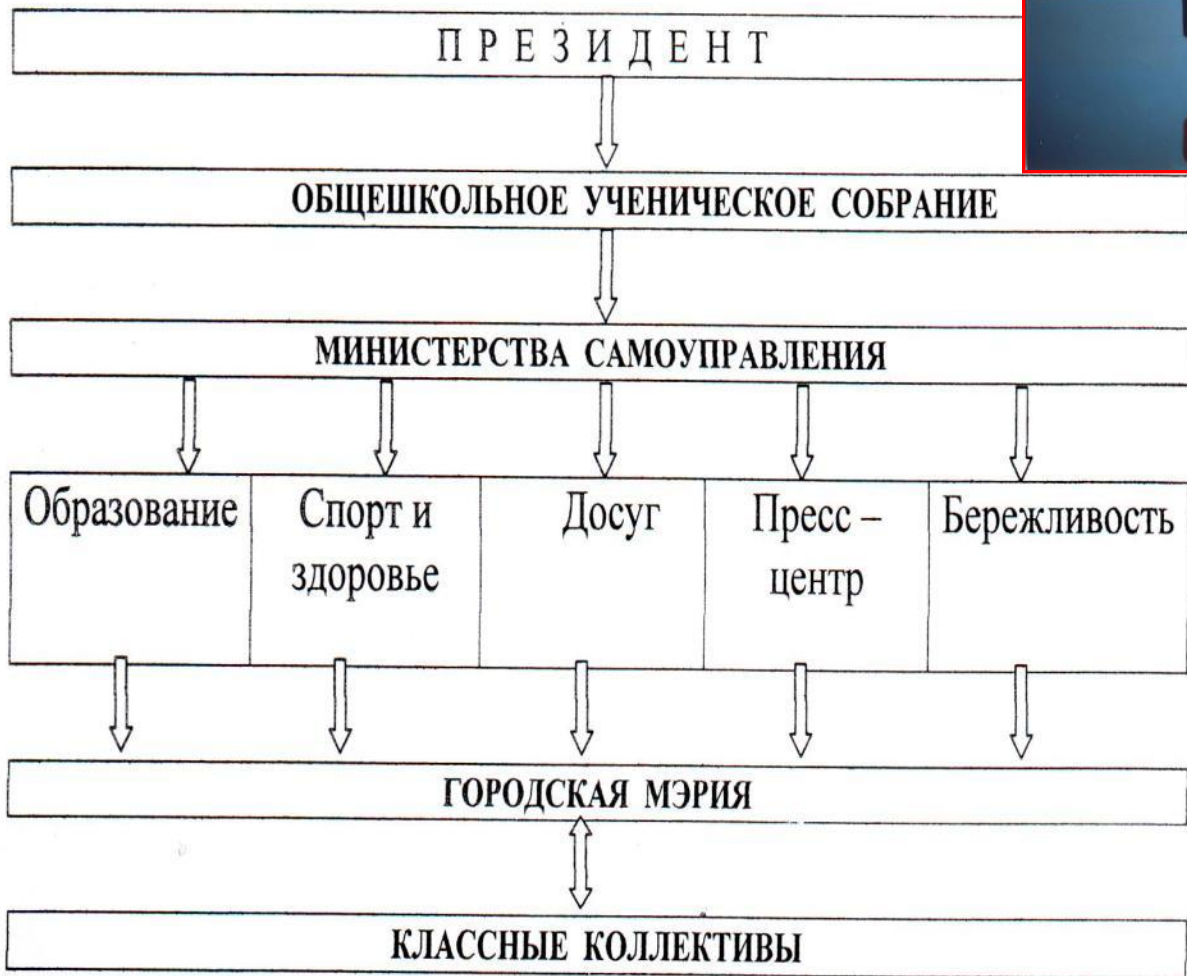 ПРЕЗИДЕНТ
ОБЩЕШКОЛЬНОЕ УЧЕНИЧЕСКОЕ СОБРАНИЕ
МИНИСТЕРСТВА САМОУПРАВЛЕНИЯ
Образование
Спорт и
здоровье
Досуг
Пресс –
центр
Бережливость
ГОРОДСКАЯ МЭРИЯ
КЛАССНЫЕ КОЛЛЕКТИВЫ